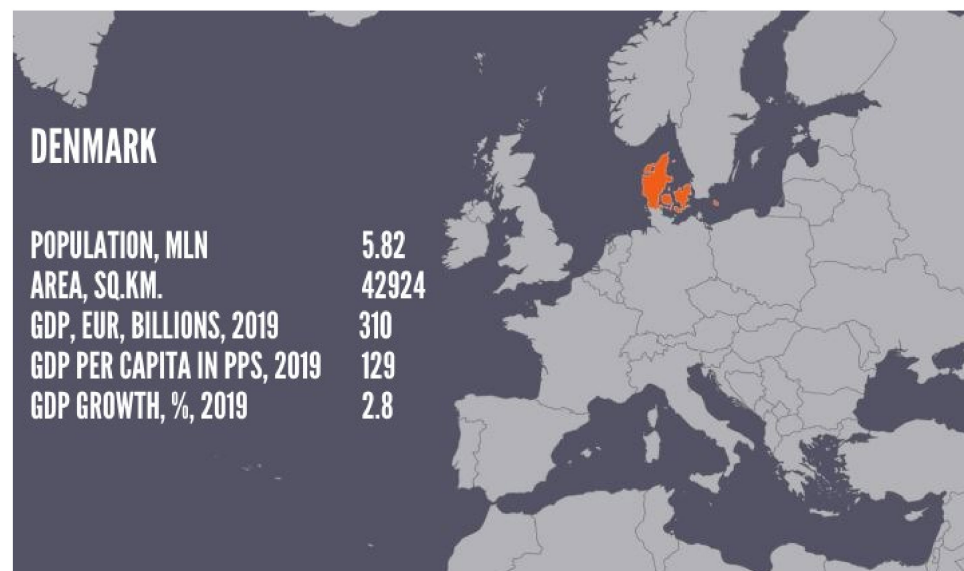 DENMARK
POPULATION, MLN 5.82
AREA, SQ.KM. 42924
GDP, EUR, BILLIONS, 2019 310
GDP PER CAPITA IN PPS, 2019 129
GDP GROWTH, %, 2019 2.8